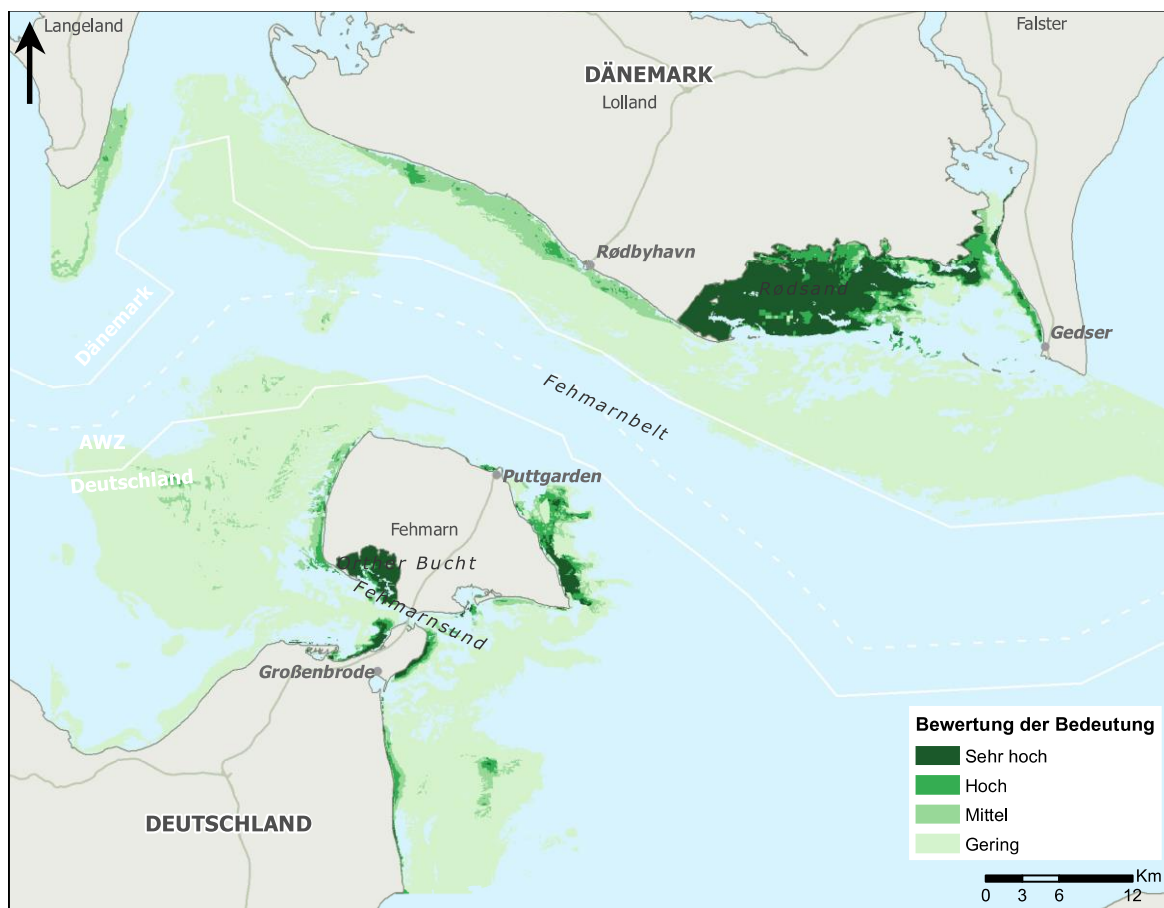 Langeland
Falster
DÄNEMARK
Lolland
Rødbyhavn
Rødsand
Dänemark
Gedser
Fehmarnbelt
AWZ
Deutschland
Puttgarden
Fehmarn
Orther Bucht
Fehmarnsund
Großenbrode
DEUTSCHLAND
Bewertung der Bedeutung
Sehr hoch
Hoch
Mittel
Gering
Km
0 3 6 12